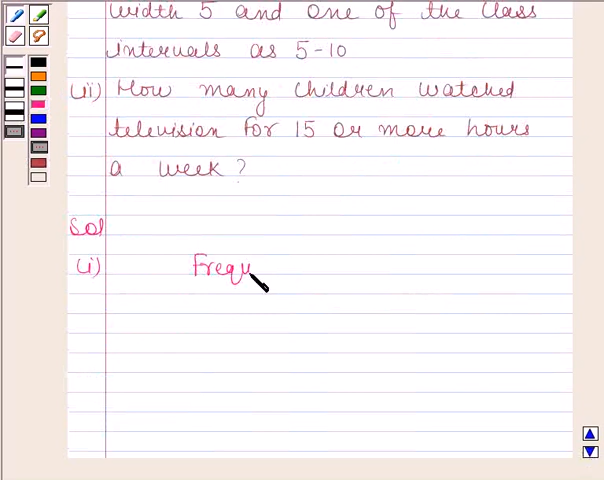 width 5 and one of the class
intervals as 5-10
(ii) How many children watched
television for 15 or more hours
a week?
Sol
(i) Frequ